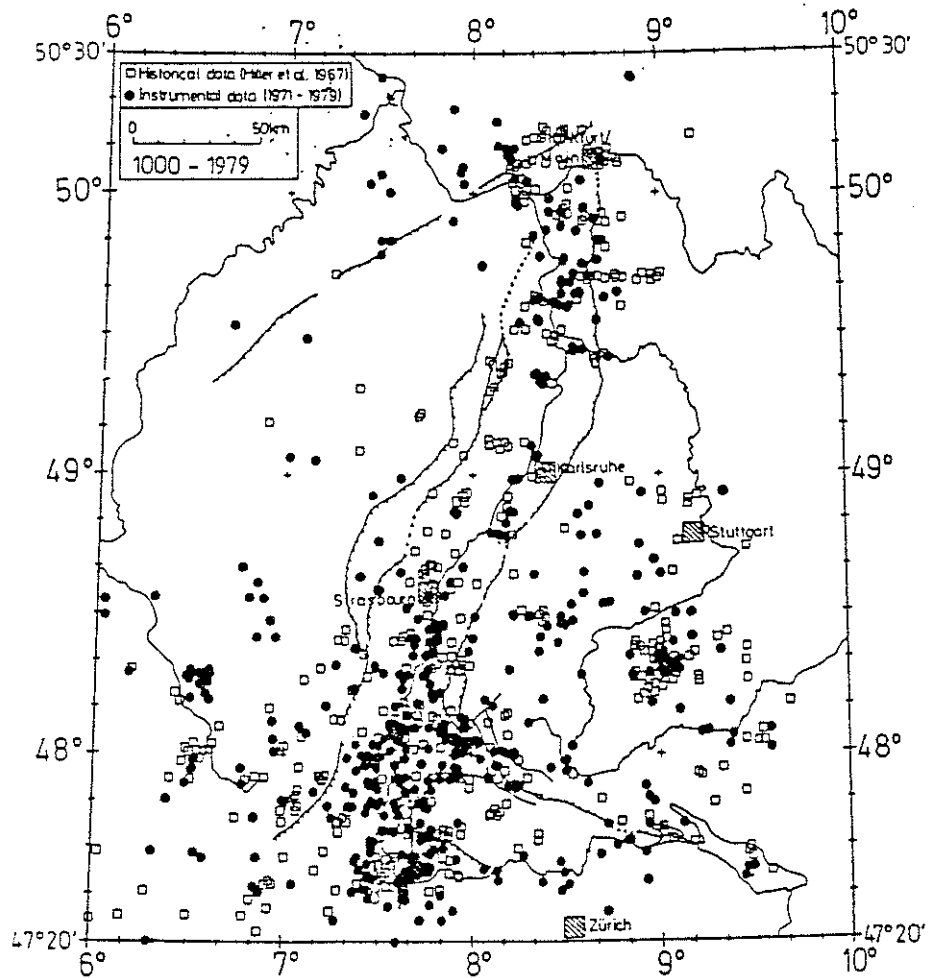 6° 7° 8° 9° 10°
50°30' 50°30'
□ Historical data (Hiller et al. 1967)
● Instrumental data (1971 - 1979)
0 50km
1000 - 1979
50° 50°
49° 49°
Karlsruhe
Stuttgart
Strasbourg
48° 48°
Zürich
47°20' 47°20'
6° 7° 8° 9° 10°